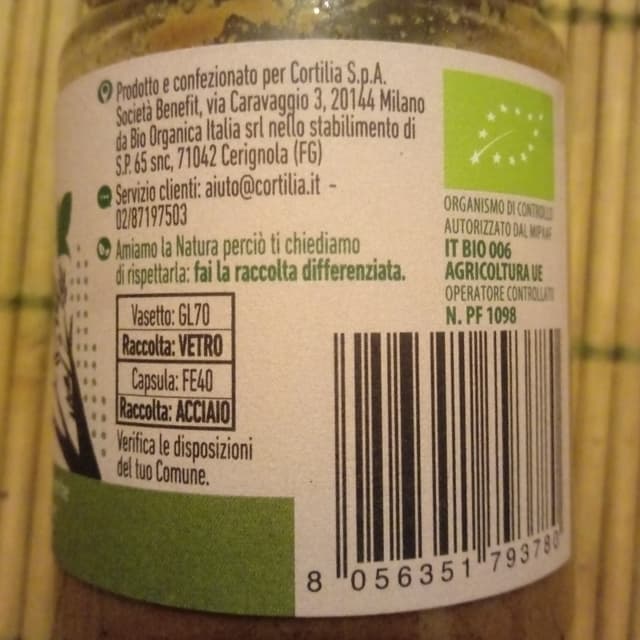 Prodotto e confezionato per Cortilia S.p.A.
Società Benefit, via Caravaggio 3, 20144 Milano
da Bio Organica Italia srl nello stabilimento di
S.P. 65 snc, 71042 Cerignola (FG)
Servizio clienti: aiuto@cortilia.it -
02/87197503
Amiamo la Natura perciò ti chiediamo
di rispettarla: fai la raccolta differenziata.
Vasetto: GL70
Raccolta: VETRO
Capsula: FE40
Raccolta: ACCIAIO
Verifica le disposizioni
del tuo Comune.
ORGANISMO DI CONTROLLO
AUTORIZZATO DAL MIPAAF
IT BIO 006
AGRICOLTURA UE
OPERATORE CONTROLLATO
N. PF 1098
8 056351 793780